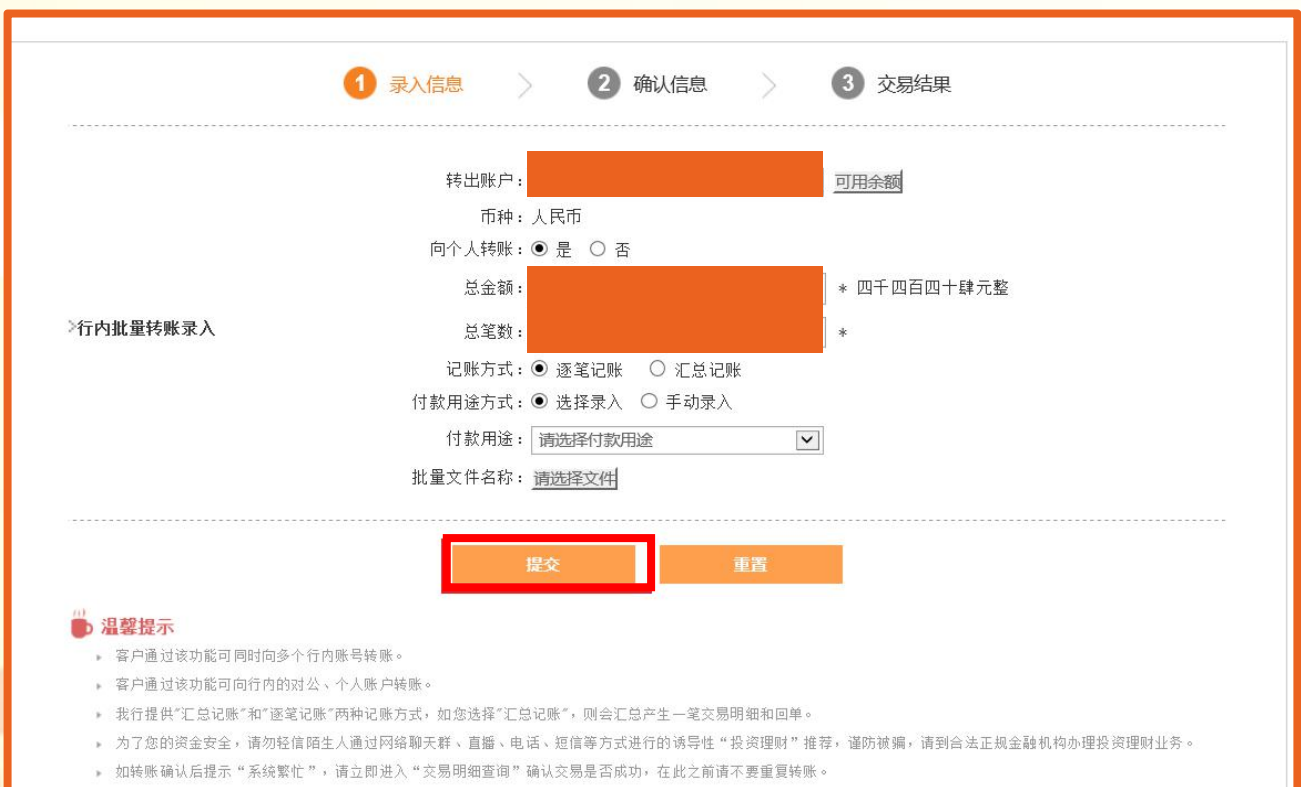 1 录入信息 2 确认信息 3 交易结果
转出账户： 可用余额
币种：人民币
向个人转账： 是 否
总金额： * 四千四百四十肆元整
>行内批量转账录入
总笔数： *
记账方式： 逐笔记账 汇总记账
付款用途方式： 选择录入 手动录入
付款用途： 请选择付款用途
批量文件名称： 请选择文件
提交 重置
温馨提示
客户通过该功能可同时向多个行内账号转账。
客户通过该功能可向行内的对公、个人账户转账。
我行提供"汇总记账"和"逐笔记账"两种记账方式，如您选择"汇总记账"，则会汇总产生一笔交易明细和回单。
为了您的资金安全，请勿轻信陌生人通过网络聊天群、直播、电话、短信等方式进行的诱导性“投资理财”推荐，谨防被骗，请到合法正规金融机构办理投资理财业务。
如转账确认后提示“系统繁忙”，请立即进入“交易明细查询”确认交易是否成功，在此之前请不要重复转账。